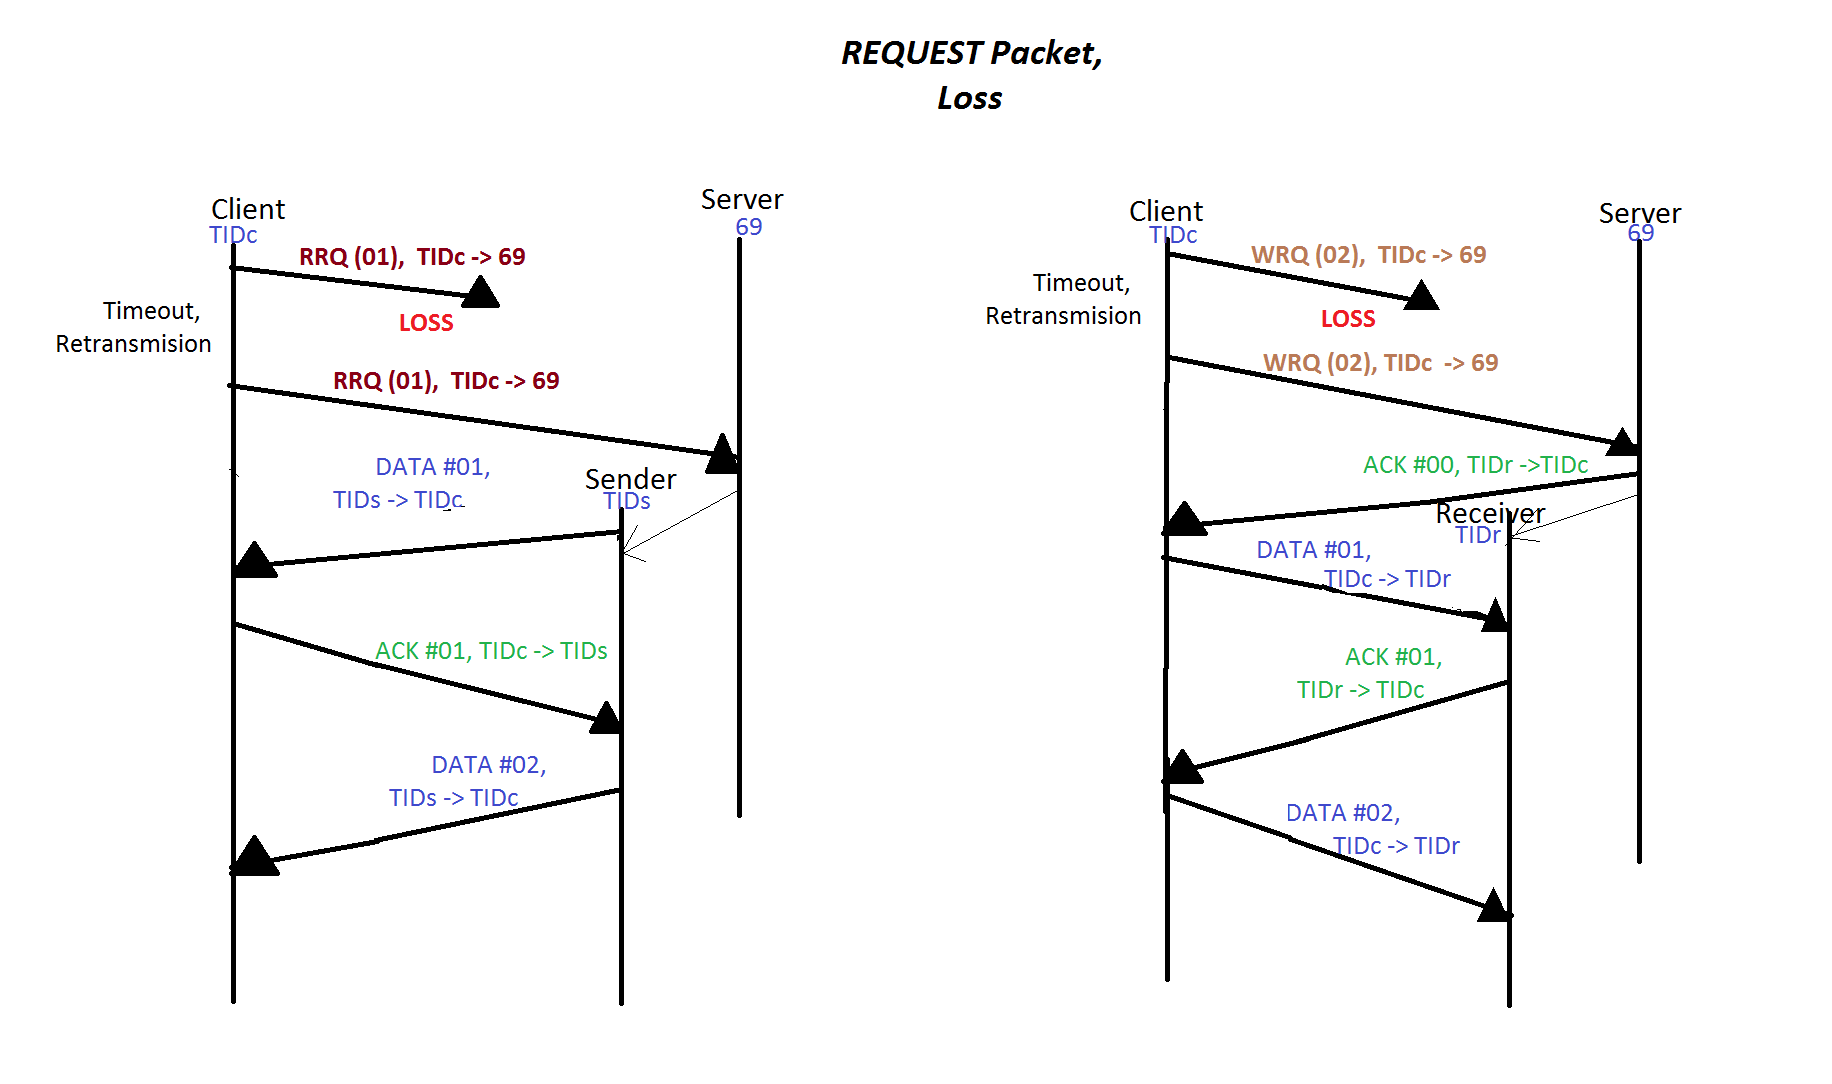 REQUEST Packet,
Loss
Client
TIDc
Server
69
RRQ (01),  TIDc -> 69
LOSS
Timeout,
Retransmision
RRQ (01),  TIDc -> 69
DATA #01,
TIDs -> TIDc
Sender
TIDs
ACK #01, TIDc -> TIDs
DATA #02,
TIDs -> TIDc
Client
TIDc
Server
69
WRQ (02),  TIDc -> 69
LOSS
Timeout,
Retransmision
WRQ (02), TIDc  -> 69
ACK #00, TIDr ->TIDc
Receiver
TIDr
DATA #01,
TIDc -> TIDr
ACK #01,
TIDr -> TIDc
DATA #02,
TIDc -> TIDr